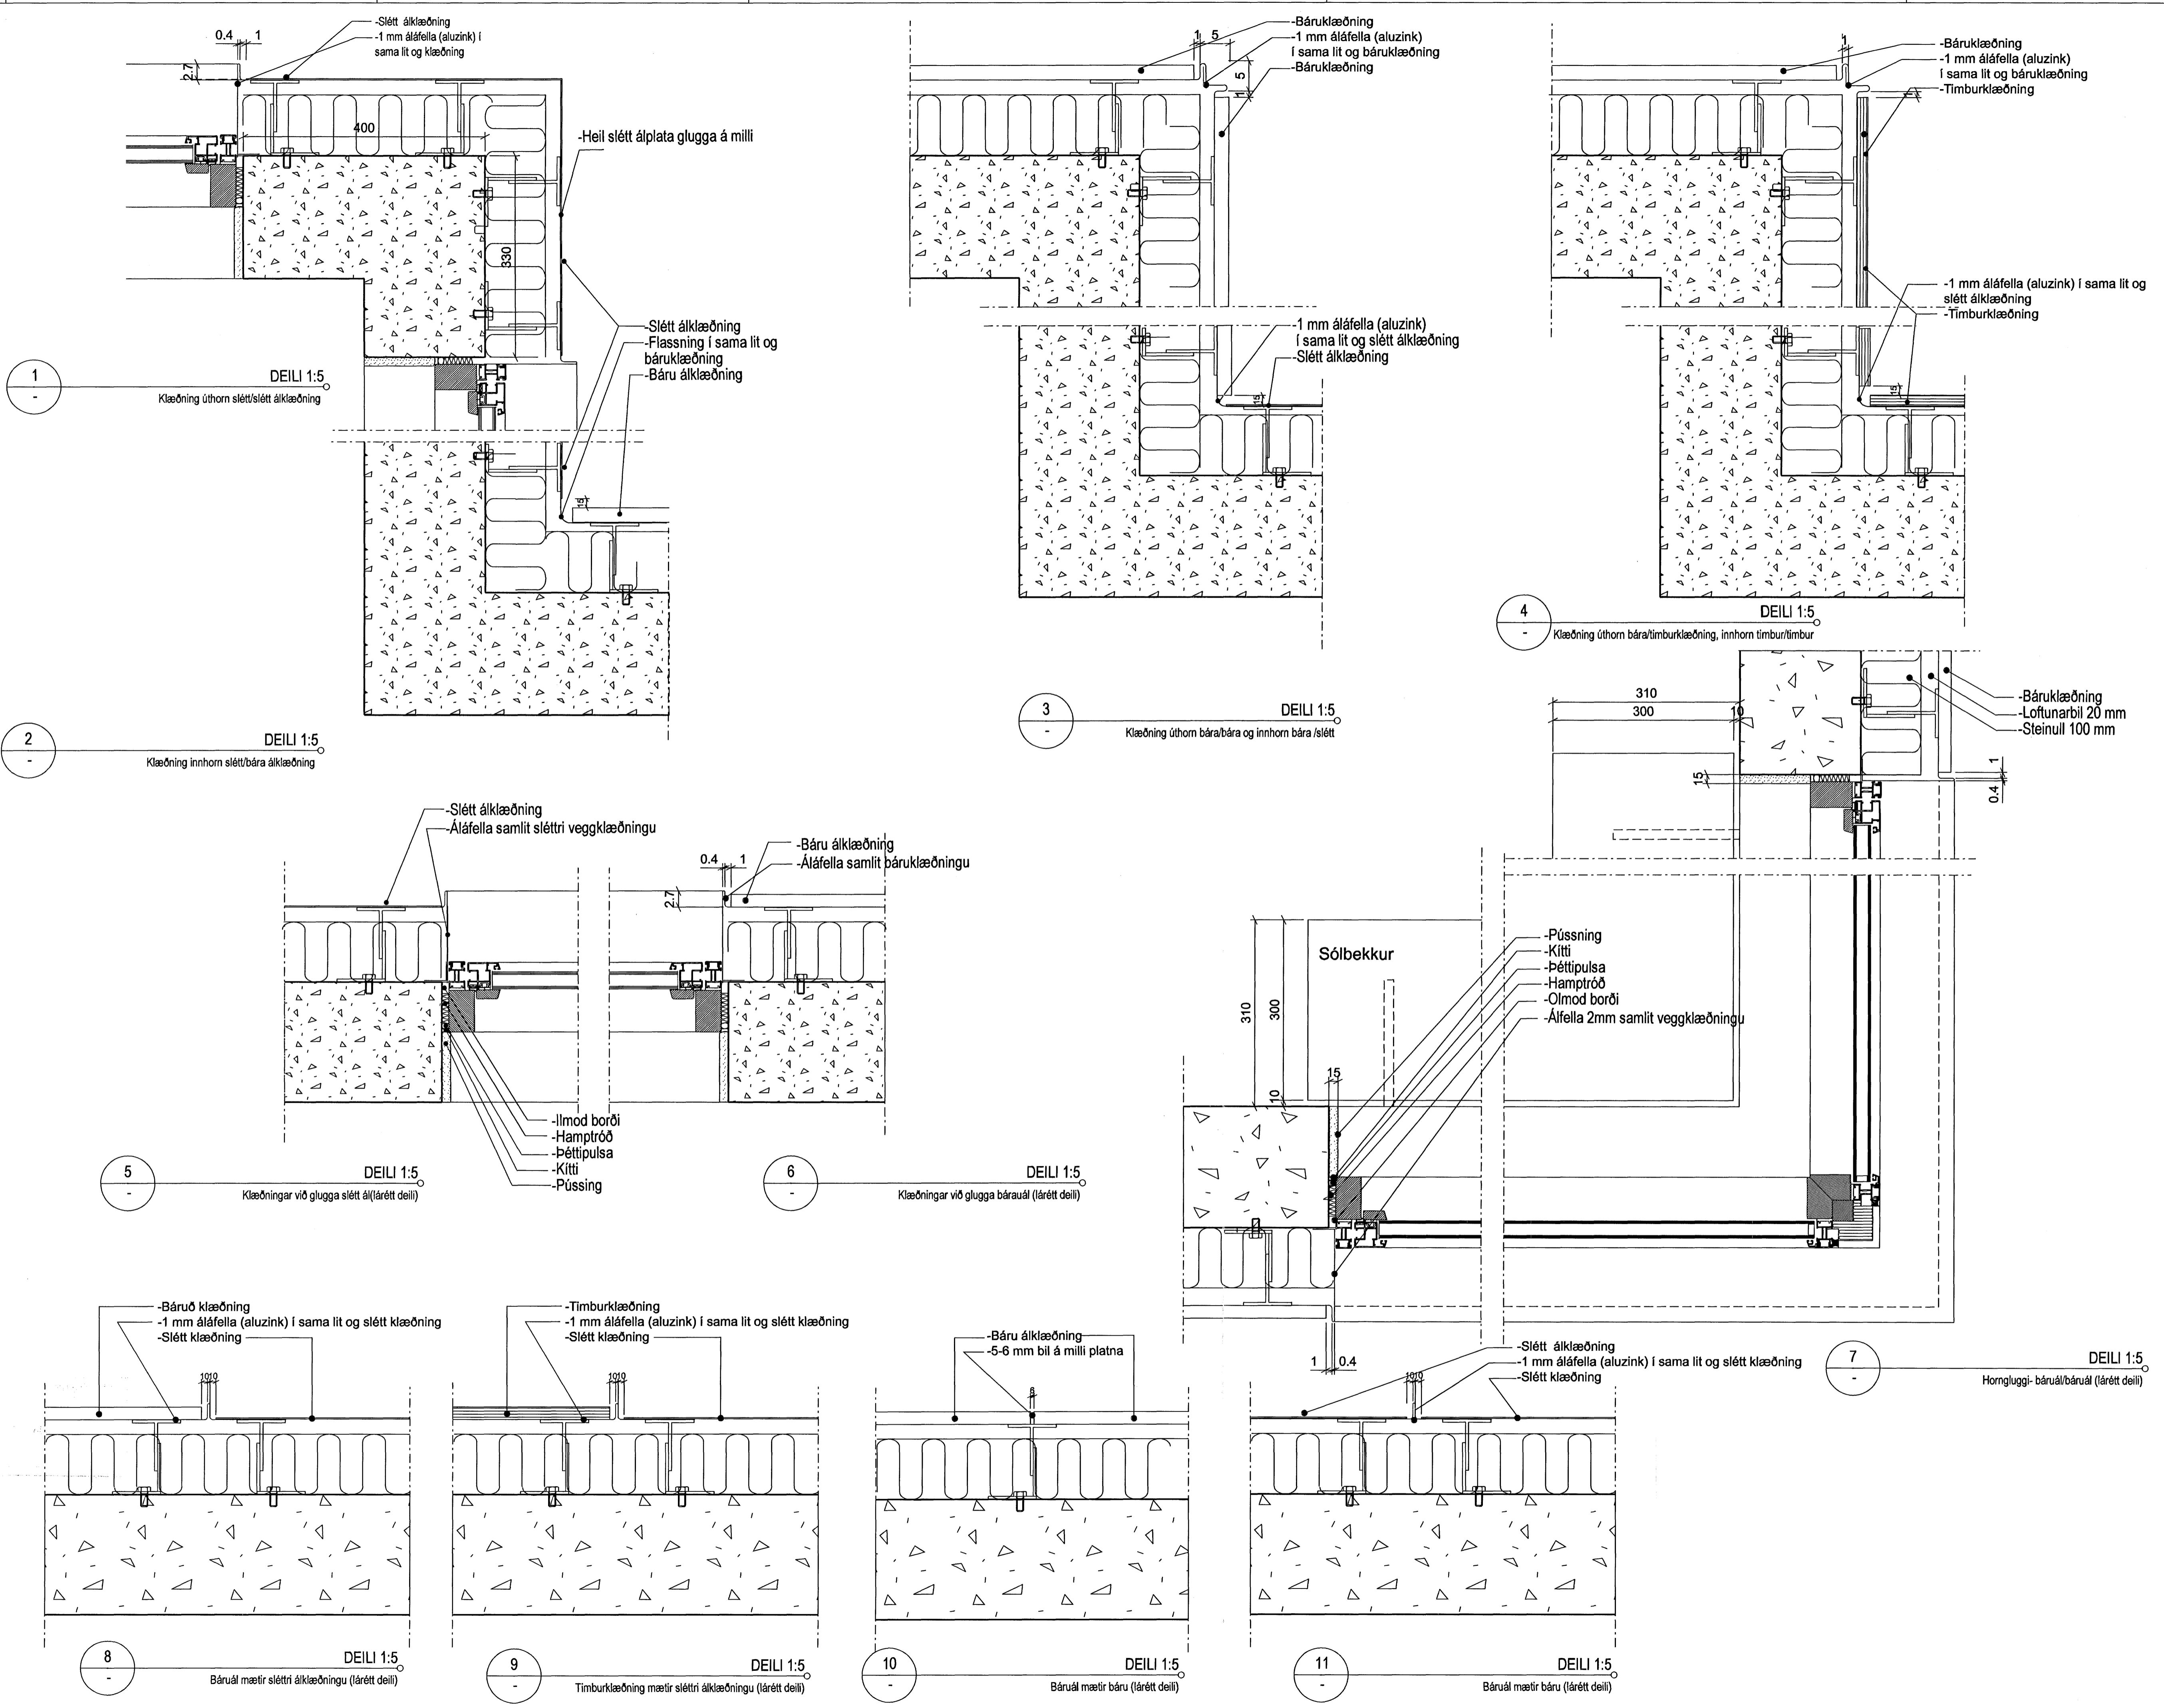 -Slétt álklæðning
-1 mm áláfella (aluzink) í
sama lit og klæðning
0.4
1
2.7
400
-Heil slétt álplata glugga á milli
330
-Slétt álklæðning
-Flassning í sama lit og
báruklæðning
-Báru álklæðning
15
1
-
DEILI 1:5
Klæðning úthorn slétt/slétt álklæðning
2
-
DEILI 1:5
Klæðning innhorn slétt/bára álklæðning
-Báruklæðning
-1 mm áláfella (aluzink)
í sama lit og báruklæðning
-Báruklæðning
1
5
5
1
-1 mm áláfella (aluzink)
í sama lit og slétt álklæðning
-Slétt álklæðning
15
3
-
DEILI 1:5
Klæðning úthorn bára/bára og innhorn bára /slétt
-Báruklæðning
-1 mm áláfella (aluzink)
í sama lit og báruklæðning
-Timburklæðning
1
1
-1 mm áláfella (aluzink) í sama lit og
slétt álklæðning
-Timburklæðning
15
4
-
DEILI 1:5
Klæðning úthorn bára/timburklæðning, innhorn timbur/timbur
-Slétt álklæðning
-Áláfella samlit sléttri veggklæðningu
-Ilmod borði
-Hamptróð
-Þéttipulsa
-Kítti
-Pússing
5
-
DEILI 1:5
Klæðningar við glugga slétt ál(lárétt deili)
-Báru álklæðning
-Áláfella samlit báruklæðningu
0.4
1
2.7
6
-
DEILI 1:5
Klæðningar við glugga bárauál (lárétt deili)
310
300
10
15
-Báruklæðning
-Loftunarbil 20 mm
-Steinull 100 mm
1
0.4
Sólbekkur
310
300
10
15
-Pússning
-Kítti
-Þéttipulsa
-Hamptróð
-Olmod borði
-Álfella 2mm samlit veggklæðningu
1
0.4
7
-
DEILI 1:5
Horngluggi- báruál/báruál (lárétt deili)
-Báruð klæðning
-1 mm áláfella (aluzink) í sama lit og slétt klæðning
-Slétt klæðning
1010
8
-
DEILI 1:5
Báruál mætir sléttri álklæðningu (lárétt deili)
-Timburklæðning
-1 mm áláfella (aluzink) í sama lit og slétt klæðning
-Slétt klæðning
1010
9
-
DEILI 1:5
Timburklæðning mætir sléttri álklæðningu (lárétt deili)
-Báru álklæðning
-5-6 mm bil á milli platna
6
10
-
DEILI 1:5
Báruál mætir báru (lárétt deili)
-Slétt álklæðning
-1 mm áláfella (aluzink) í sama lit og slétt klæðning
-Slétt klæðning
1010
11
-
DEILI 1:5
Báruál mætir báru (lárétt deili)